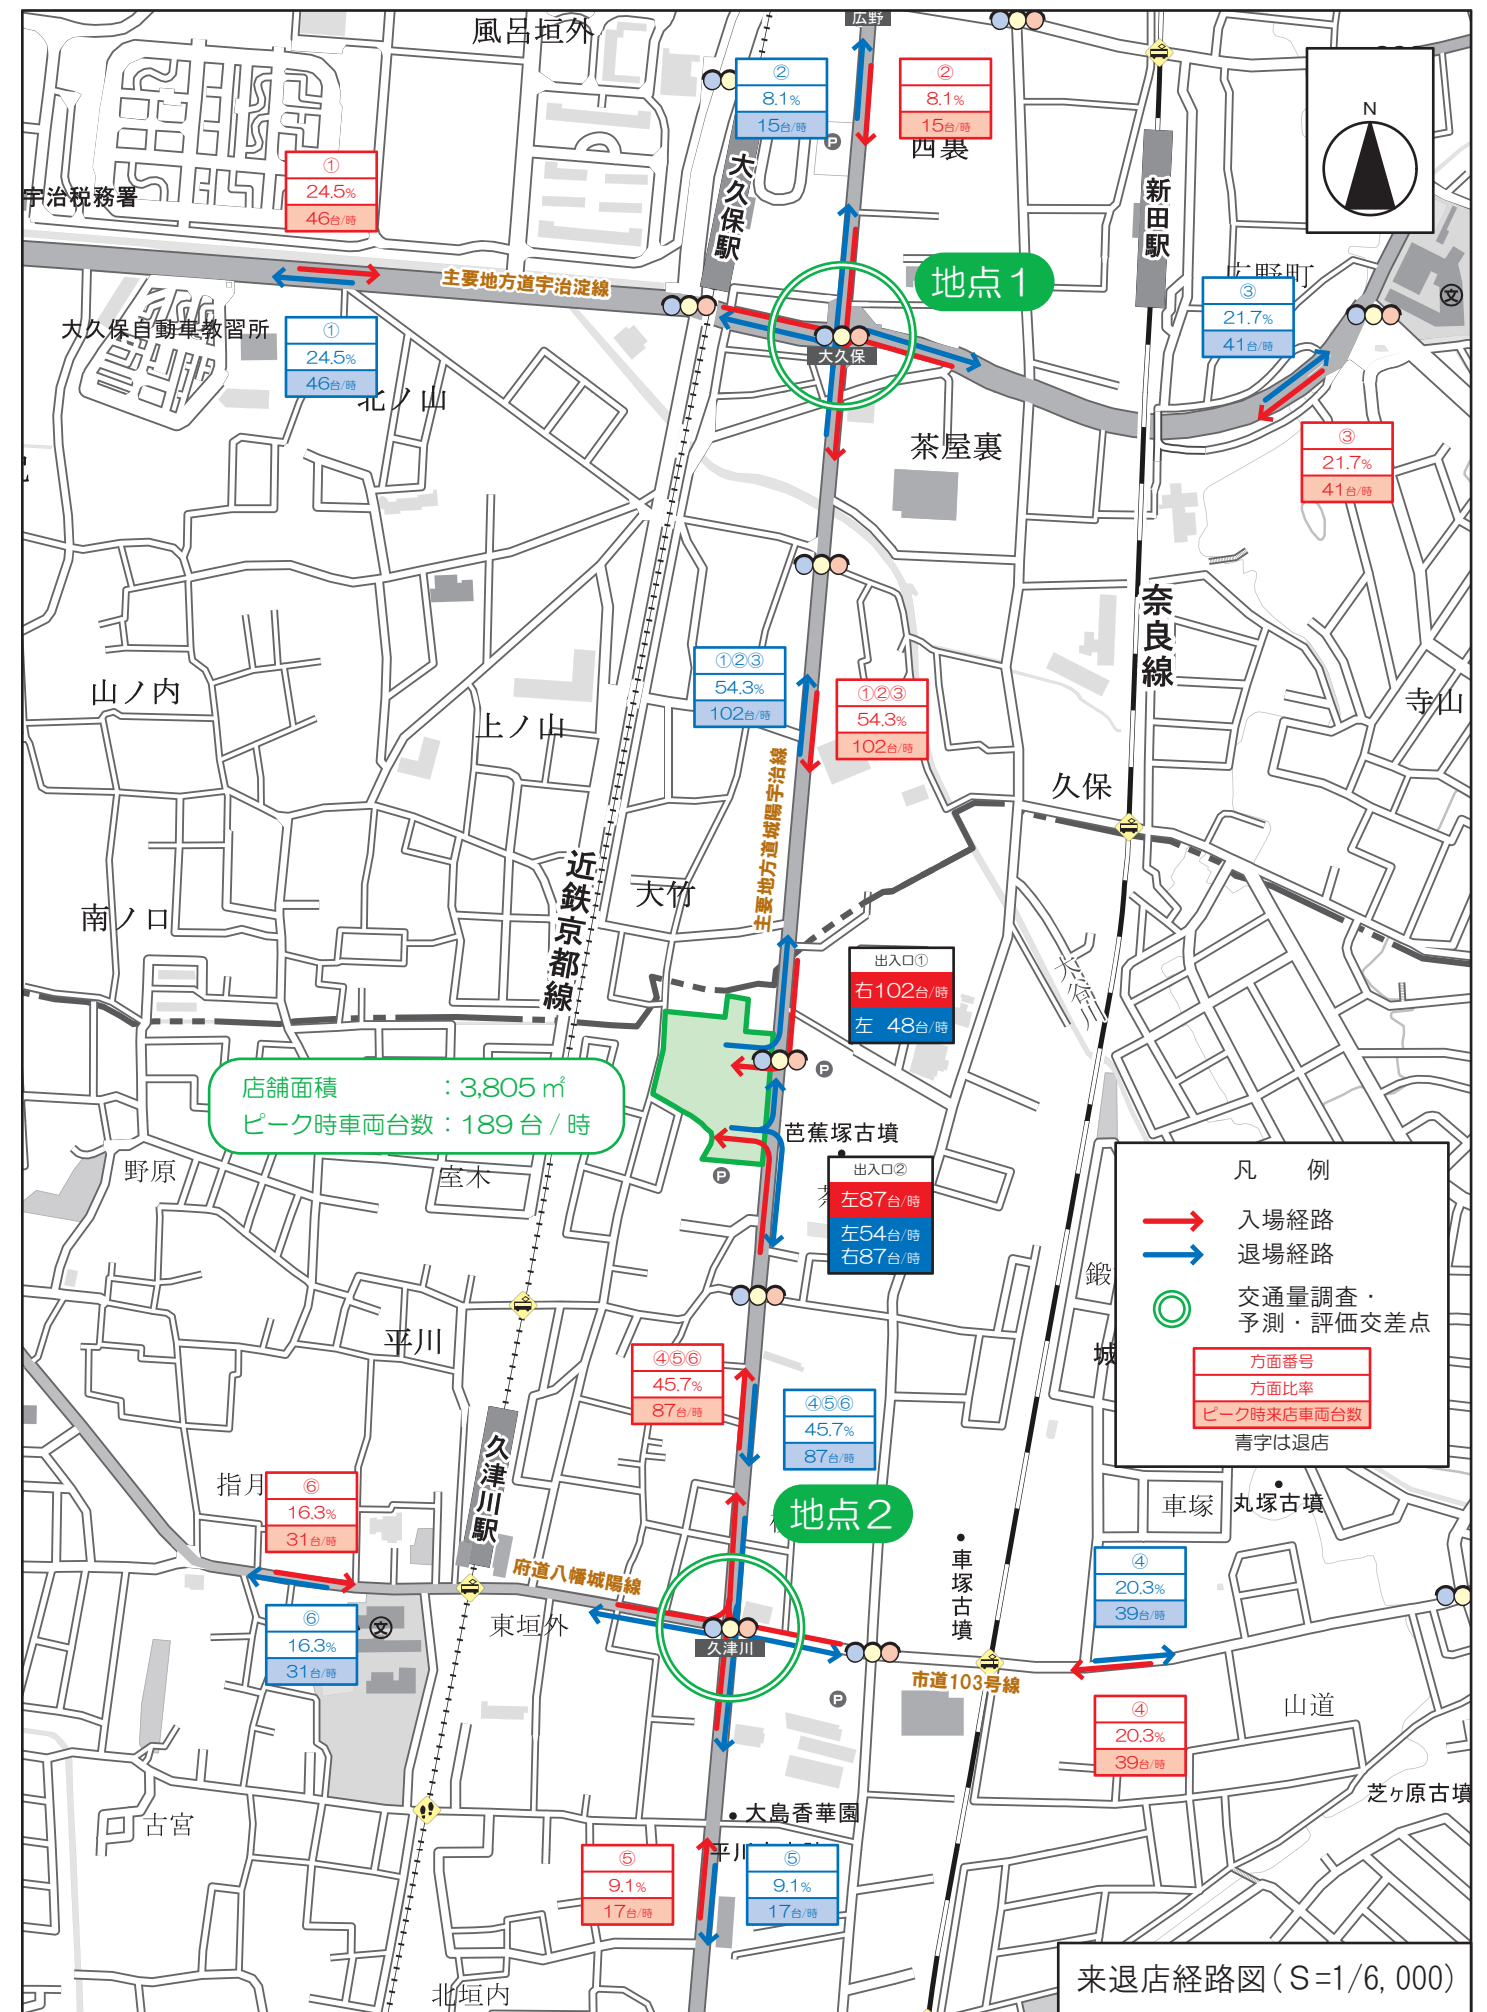 広野
風呂垣外
②
8.1%
15台/時
②
8.1%
15台/時
西裏
N
大久保駅
新田駅
①
24.5%
46台/時
宇治税務署
主要地方道宇治淀線
地点1
広野町
③
21.7%
41台/時
文
大久保自動車教習所
①
24.5%
46台/時
大久保
北ノ山
茶屋裏
③
21.7%
41台/時
奈良線
①②③
54.3%
102台/時
①②③
54.3%
102台/時
山ノ内
上ノ山
寺山
主要地方道城陽宇治線
久保
近鉄京都線
大竹
南ノ口
大谷川
出入口①
右102台/時
左 48台/時
店舗面積 :3,805㎡
ピーク時車両台数:189台/時
P
P
P
P
芭蕉塚古墳
野原
室木
出入口②
左87台/時
左54台/時
右87台/時
凡 例
入場経路
退場経路
交通量調査・
予測・評価交差点
方面番号
方面比率
ピーク時来店車両台数
青字は退店
鍛
城
平川
④⑤⑥
45.7%
87台/時
④⑤⑥
45.7%
87台/時
久津川駅
指月
⑥
16.3%
31台/時
地点2
車塚
丸塚古墳
車塚古墳
府道八幡城陽線
④
20.3%
39台/時
⑥
16.3%
31台/時
文
東垣外
久津川
市道103号線
④
20.3%
39台/時
山道
芝ヶ原古墳
古宮
大島香華園
平川
⑤
9.1%
17台/時
⑤
9.1%
17台/時
北垣内
来退店経路図(S=1/6,000)